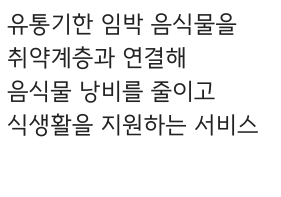 유통기한 임박 음식물을
취약계층과 연결해
음식물 낭비를 줄이고
식생활을 지원하는 서비스